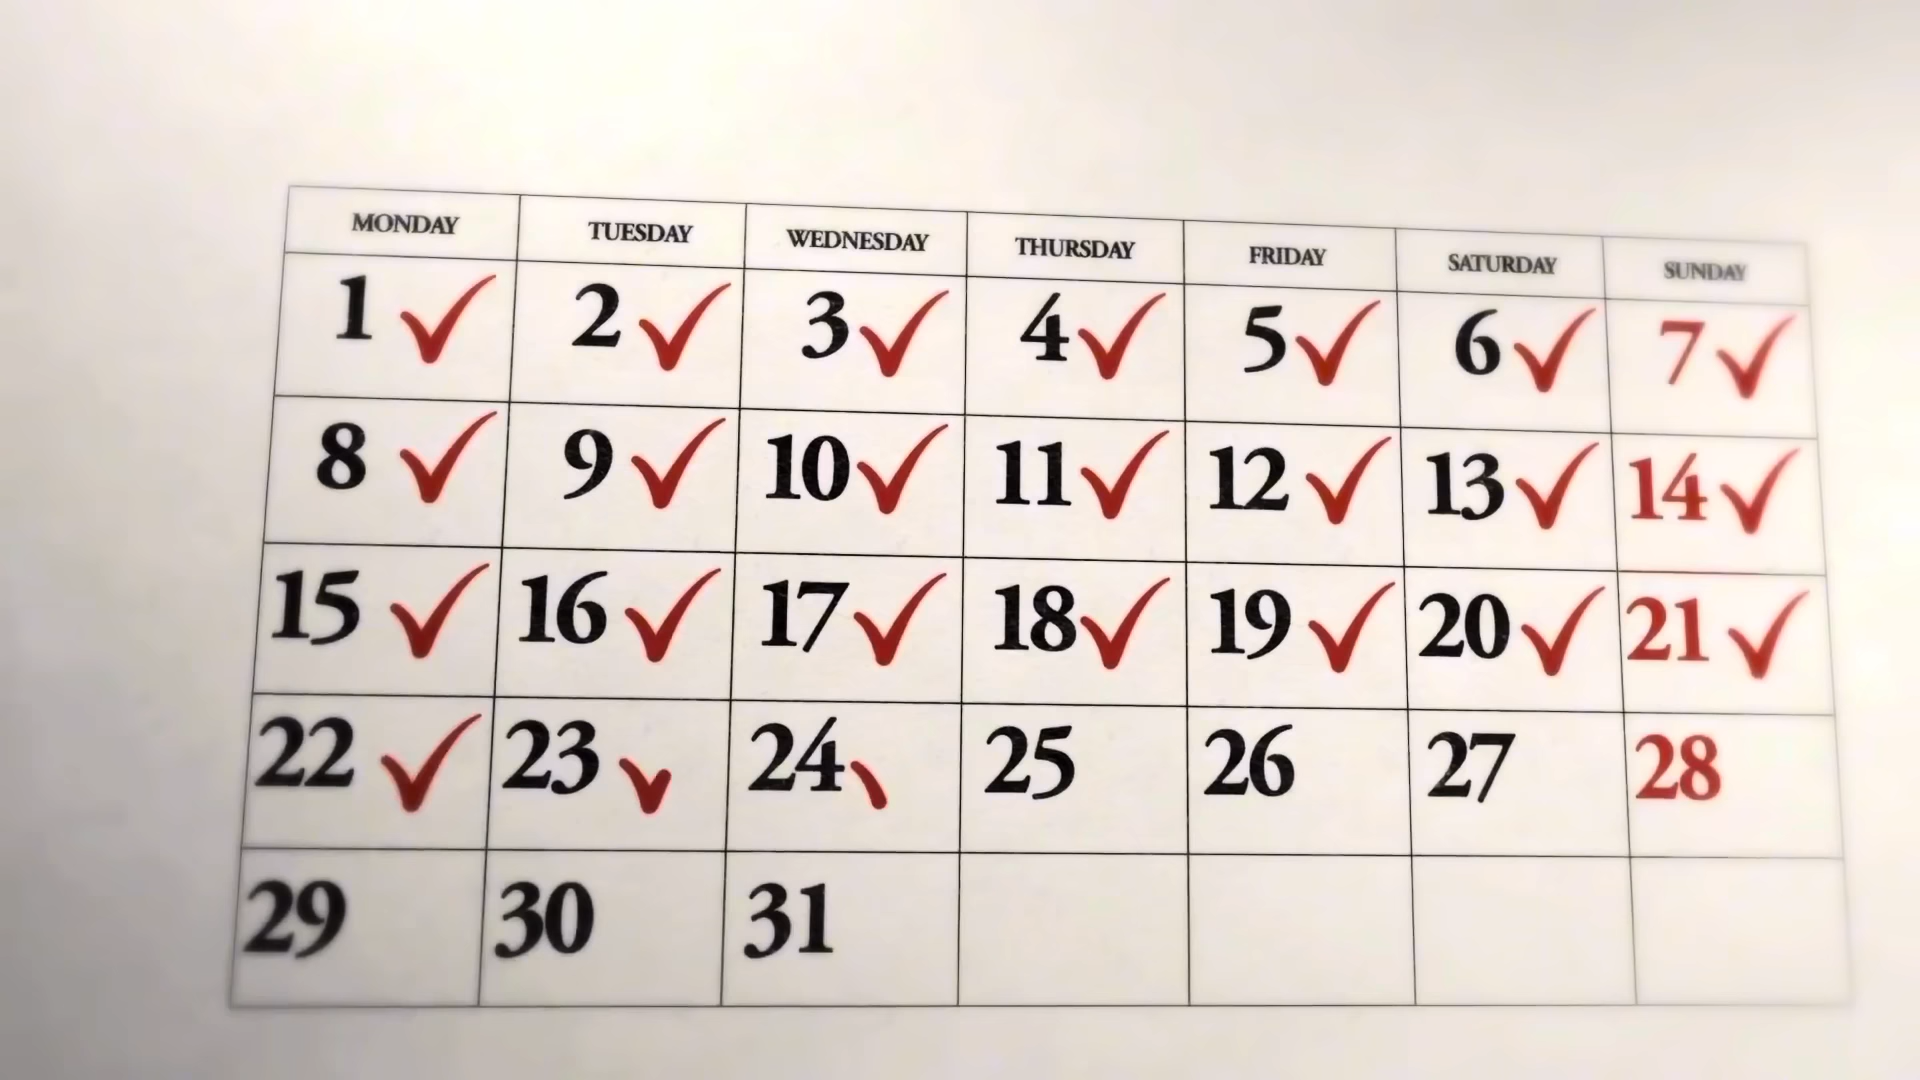 MONDAY TUESDAY WEDNESDAY THURSDAY FRIDAY SATURDAY SUNDAY
1 2 3 4 5 6 7
8 9 10 11 12 13 14
15 16 17 18 19 20 21
22 23 24 25 26 27 28
29 30 31